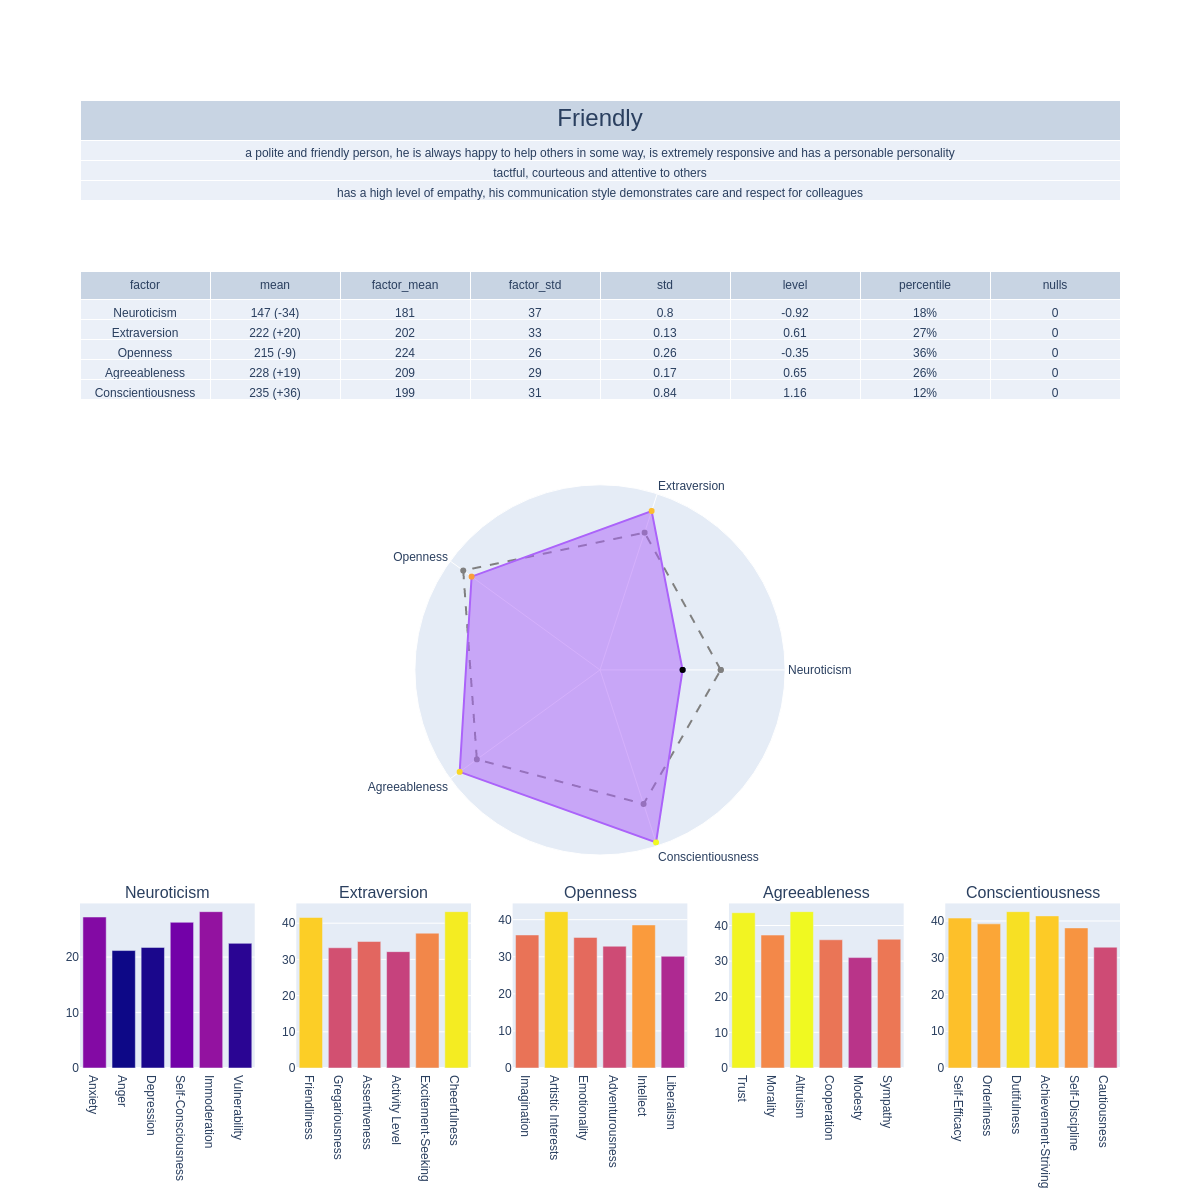 Friendly
a polite and friendly person, he is always happy to help others in some way, is extremely responsive and has a personable personality
tactful, courteous and attentive to others
has a high level of empathy, his communication style demonstrates care and respect for colleagues
factor mean factor_mean factor_std std level percentile nulls
Neuroticism 147 (-34) 181 37 0.8 -0.92 18% 0
Extraversion 222 (+20) 202 33 0.13 0.61 27% 0
Openness 215 (-9) 224 26 0.26 -0.35 36% 0
Agreeableness 228 (+19) 209 29 0.17 0.65 26% 0
Conscientiousness 235 (+36) 199 31 0.84 1.16 12% 0
Extraversion
Openness
Neuroticism
Agreeableness
Conscientiousness
Neuroticism
20
10
0
Anxiety
Anger
Depression
Self-Consciousness
Immoderation
Vulnerability
Extraversion
40
30
20
10
0
Friendliness
Gregariousness
Assertiveness
Activity Level
Excitement-Seeking
Cheerfulness
Openness
40
30
20
10
0
Imagination
Artistic Interests
Emotionality
Adventurousness
Intellect
Liberalism
Agreeableness
40
30
20
10
0
Trust
Morality
Altruism
Cooperation
Modesty
Sympathy
Conscientiousness
40
30
20
10
0
Self-Efficacy
Orderliness
Dutifulness
Achievement-Striving
Self-Discipline
Cautiousness